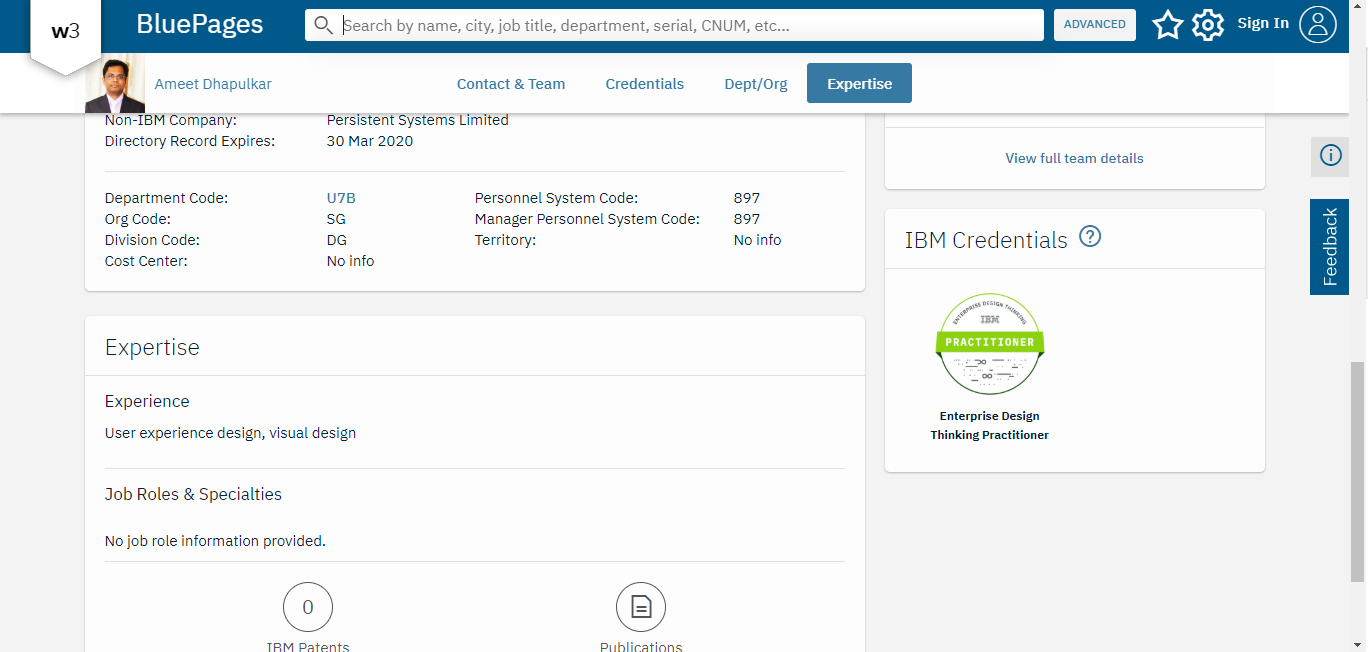 w3
BluePages
Search by name, city, job title, department, serial, CNUM, etc...
ADVANCED
Sign In
Ameet Dhapulkar
Contact & Team
Credentials
Dept/Org
Expertise
Non-IBM Company: Persistent Systems Limited
Directory Record Expires: 30 Mar 2020
Department Code: U7B
Org Code: SG
Division Code: DG
Cost Center: No info
Personnel System Code: 897
Manager Personnel System Code: 897
Territory: No info
Expertise
Experience
User experience design, visual design
Job Roles & Specialties
No job role information provided.
0
IBM Patents
Publications
View full team details
IBM Credentials ?
ENTERPRISE DESIGN THINKING
IBM
PRACTITIONER
Enterprise Design
Thinking Practitioner
i
Feedback